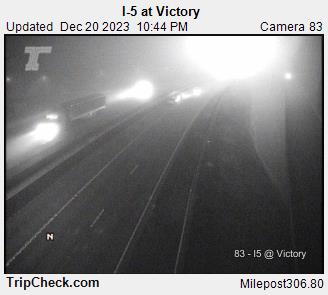 I-5 at Victory
Updated Dec 20 2023 10:44 PM Camera 83
T
N
83 - I5 @ Victory
TripCheck.com Milepost306.80